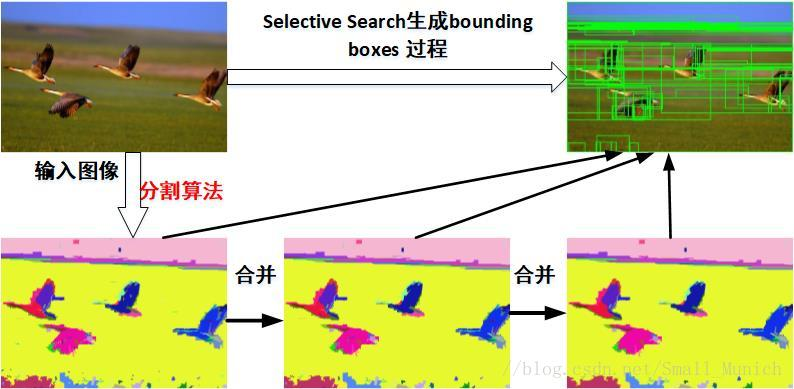 Selective Search生成bounding
boxes 过程
输入图像
分割算法
合并
合并
//blog.csdn.net/Small_Munich